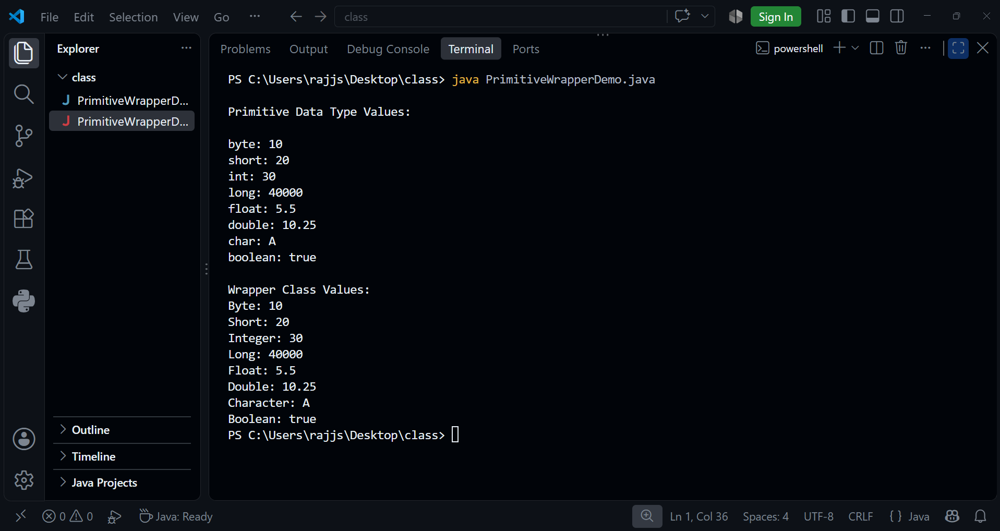 File Edit Selection View Go ··· class Sign In
Explorer ···
class
PrimitiveWrapperD...
PrimitiveWrapperD...
Outline
Timeline
Java Projects
Problems Output Debug Console Terminal Ports powershell ···
PS C:\Users\rajjs\Desktop\class> java PrimitiveWrapperDemo.java
Primitive Data Type Values:
byte: 10
short: 20
int: 30
long: 40000
float: 5.5
double: 10.25
char: A
boolean: true
Wrapper Class Values:
Byte: 10
Short: 20
Integer: 30
Long: 40000
Float: 5.5
Double: 10.25
Character: A
Boolean: true
PS C:\Users\rajjs\Desktop\class>
0 0 Java: Ready Ln 1, Col 36 Spaces: 4 UTF-8 CRLF { } Java